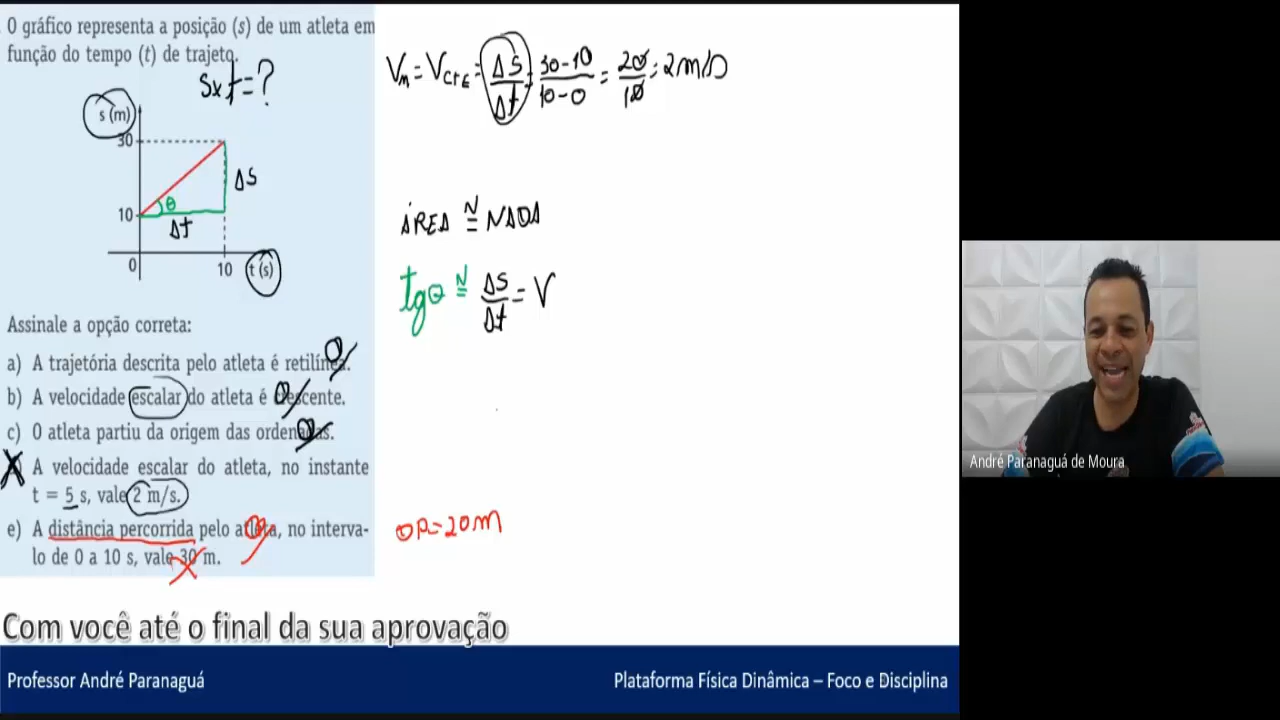 O gráfico representa a posição (s) de um atleta em
função do tempo (t) de trajeto.
S x t = ?
s (m)
30
ΔS
θ
10
Δt
0
10
t (s)
Assinale a opção correta:
a) A trajetória descrita pelo atleta é retilínea.
b) A velocidade escalar do atleta é crescente.
c) O atleta partiu da origem das ordenadas.
A velocidade escalar do atleta, no instante
t = 5 s, vale 2 m/s.
e) A distância percorrida pelo atleta, no interva-
lo de 0 a 10 s, vale 30 m.
Vm = VCTE = ΔS/Δt = 30-10/10-0 = 20/10 = 2 m/s
ÁREA N≅ NADA
tgθ N≅ ΔS/Δt = V
DP = 20m
Com você até o final da sua aprovação
Professor André Paranaguá
Plataforma Física Dinâmica – Foco e Disciplina
André Paranaguá de Moura